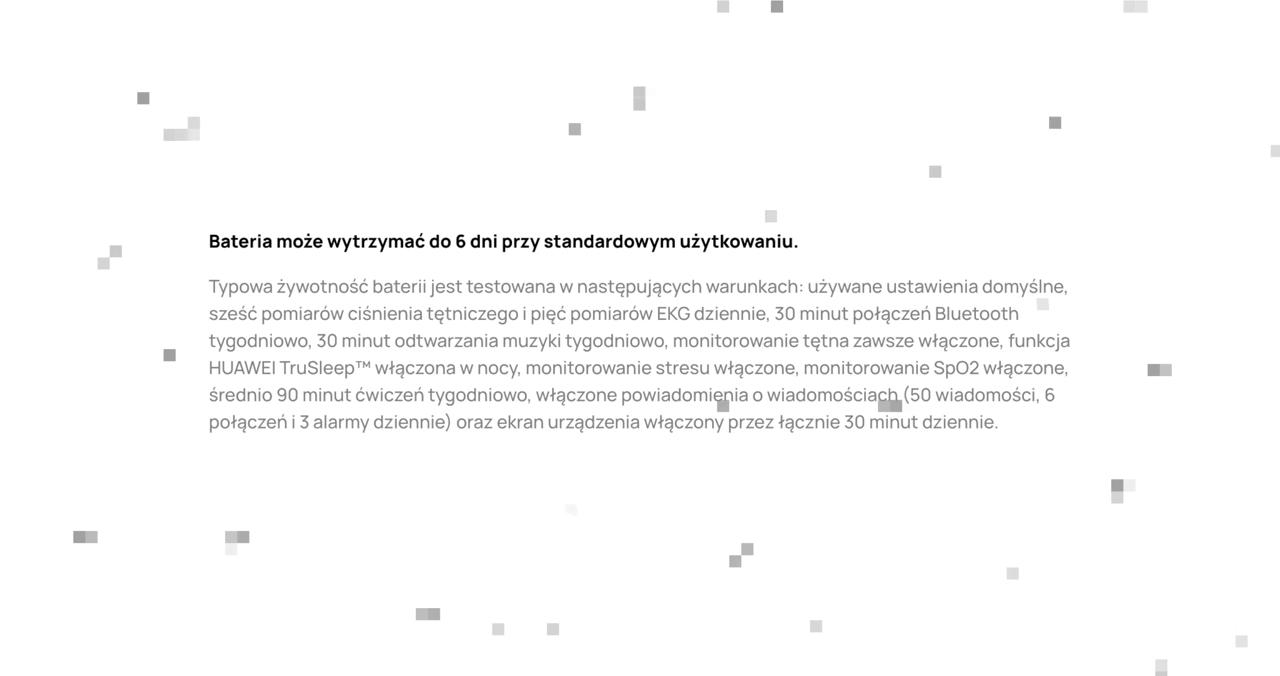 Bateria może wytrzymać do 6 dni przy standardowym użytkowaniu.
Typowa żywotność baterii jest testowana w następujących warunkach: używane ustawienia domyślne,
sześć pomiarów ciśnienia tętniczego i pięć pomiarów EKG dziennie, 30 minut połączeń Bluetooth
tygodniowo, 30 minut odtwarzania muzyki tygodniowo, monitorowanie tętna zawsze włączone, funkcja
HUAWEI TruSleep™ włączona w nocy, monitorowanie stresu włączone, monitorowanie SpO2 włączone,
średnio 90 minut ćwiczeń tygodniowo, włączone powiadomienia o wiadomościach (50 wiadomości, 6
połączeń i 3 alarmy dziennie) oraz ekran urządzenia włączony przez łącznie 30 minut dziennie.